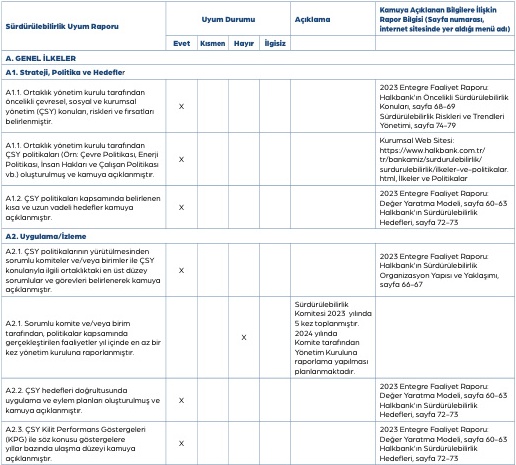 Sürdürülebilirlik Uyum Raporu
Uyum Durumu
Açıklama
Kamuya Açıklanan Bilgilere İlişkin
Rapor Bilgisi (Sayfa numarası,
internet sitesinde yer aldığı menü adı)
Evet Kısmen Hayır İlgisiz
A. GENEL İLKELER
A1. Strateji, Politika ve Hedefler
A1.1. Ortaklık yönetim kurulu tarafından
öncelikli çevresel, sosyal ve kurumsal
yönetim (ÇSY) konuları, riskleri ve fırsatları
belirlenmiştir.
X
2023 Entegre Faaliyet Raporu:
Halkbank'ın Öncelikli Sürdürülebilirlik
Konuları, sayfa 68-69
Sürdürülebilirlik Riskleri ve Trendleri
Yönetimi, sayfa 74-79
A1.1. Ortaklık yönetim kurulu tarafından
ÇSY politikaları (Örn: Çevre Politikası, Enerji
Politikası, İnsan Hakları ve Çalışan Politikası
vb.) oluşturulmuş ve kamuya açıklanmıştır.
X
Kurumsal Web Sitesi:
https://www.halkbank.com.tr/
tr/bankamiz/surdurulebilirlik/
surdurulebilirlik/ilkeler-ve-politikalar.
html, İlkeler ve Politikalar
A1.2. ÇSY politikaları kapsamında belirlenen
kısa ve uzun vadeli hedefler kamuya
açıklanmıştır.
X
2023 Entegre Faaliyet Raporu:
Değer Yaratma Modeli, sayfa 60-63
Halkbank'ın Sürdürülebilirlik
Hedefleri, sayfa 72-73
A2. Uygulama/İzleme
A2.1. ÇSY politikalarının yürütülmesinden
sorumlu komiteler ve/veya birimler ile ÇSY
konularıyla ilgili ortaklıktaki en üst düzey
sorumlular ve görevleri belirlenerek kamuya
açıklanmıştır.
X
2023 Entegre Faaliyet Raporu:
Halkbank'ın Sürdürülebilirlik
Organizasyon Yapısı ve Yaklaşımı,
sayfa 66-67
A2.1. Sorumlu komite ve/veya birim
tarafından, politikalar kapsamında
gerçekleştirilen faaliyetler yıl içinde en az bir
kez yönetim kuruluna raporlanmıştır.
X
Sürdürülebilirlik
Komitesi 2023 yılında
5 kez toplanmıştır.
2024 yılında
Komite tarafından
Yönetim Kuruluna
raporlama yapılması
planlanmaktadır.
A2.2. ÇSY hedefleri doğrultusunda
uygulama ve eylem planları oluşturulmuş ve
kamuya açıklanmıştır.
X
2023 Entegre Faaliyet Raporu:
Değer Yaratma Modeli, sayfa 60-63
Halkbank'ın Sürdürülebilirlik
Hedefleri, sayfa 72-73
A2.3. ÇSY Kilit Performans Göstergeleri
(KPG) ile söz konusu göstergelere
yıllar bazında ulaşma düzeyi kamuya
açıklanmıştır.
X
2023 Entegre Faaliyet Raporu:
Değer Yaratma Modeli, sayfa 60-63
Halkbank'ın Sürdürülebilirlik
Hedefleri, sayfa 72-73